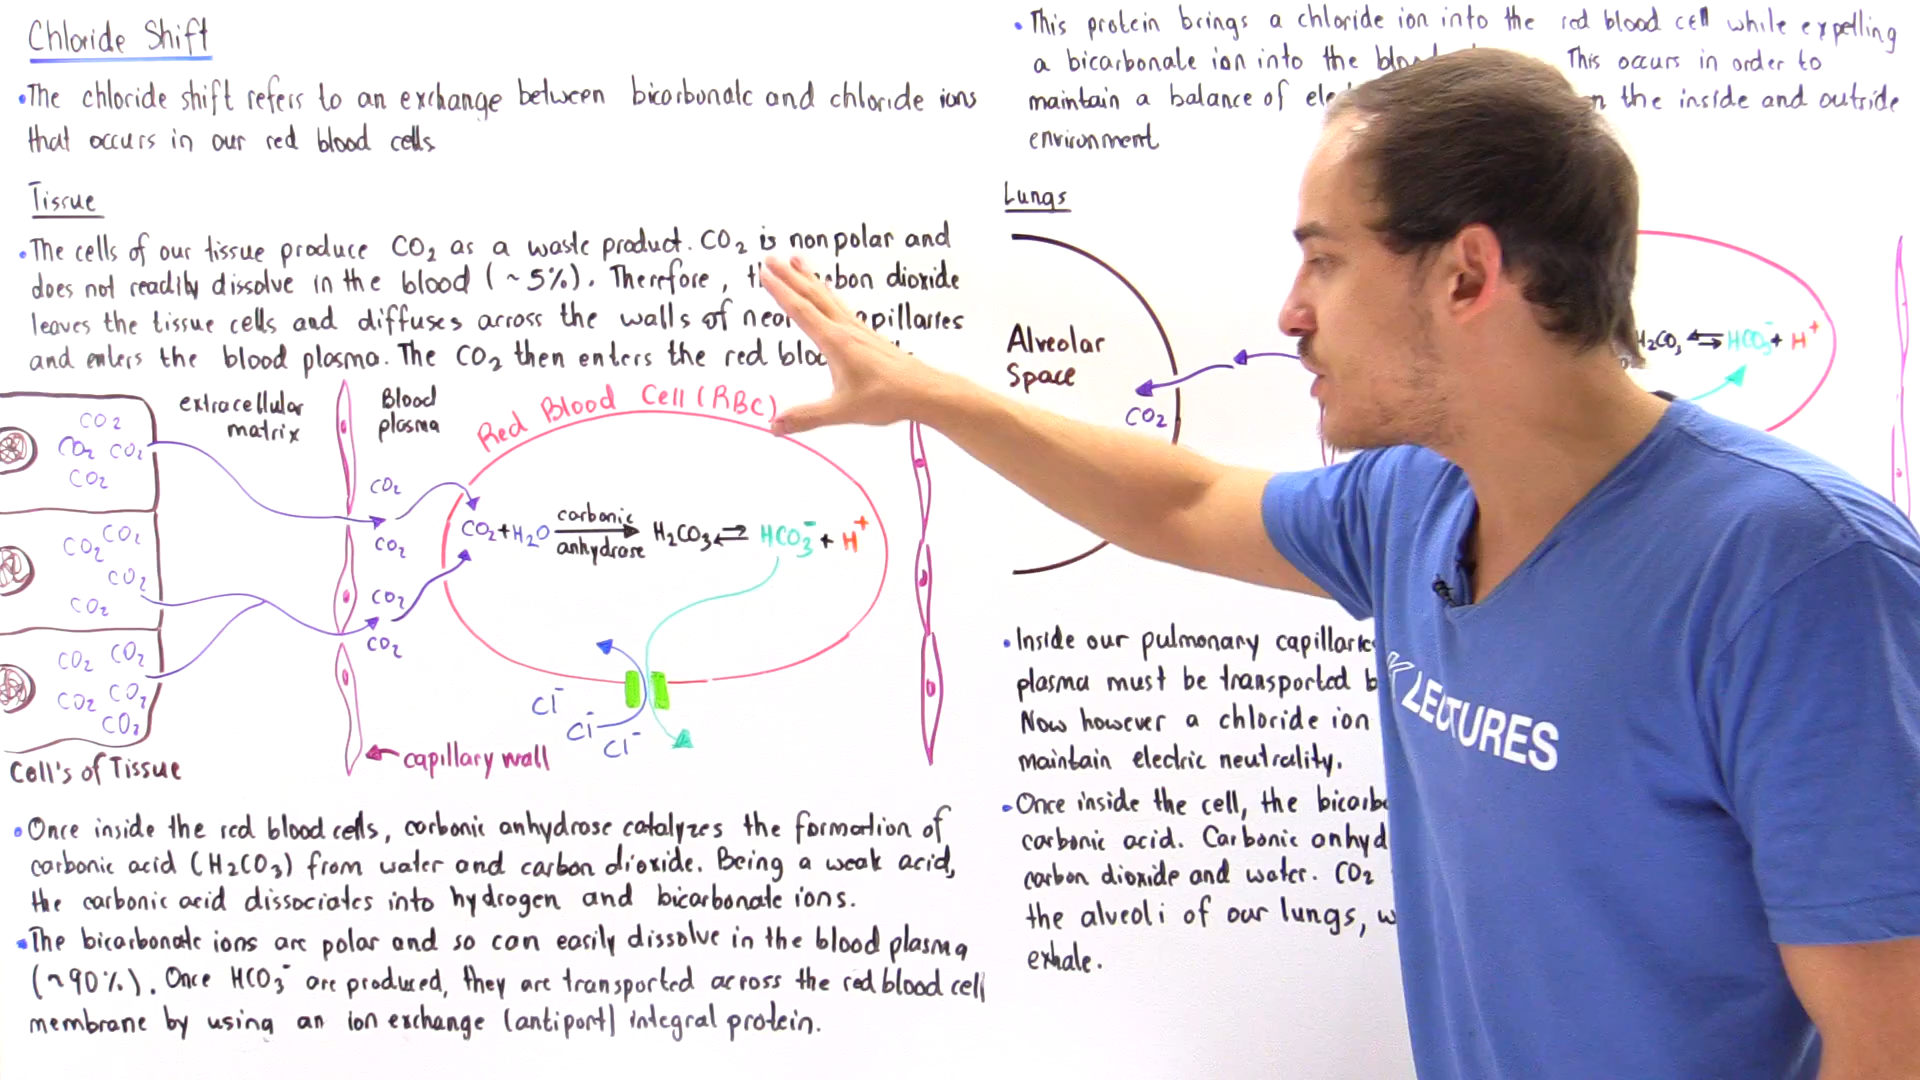 Chloride Shift
•The chloride shift refers to an exchange between bicarbonate and chloride ions
that occurs in our red blood cells
Tissue
•The cells of our tissue produce CO2 as a waste product. CO2 is nonpolar and
does not readily dissolve in the blood (~5%). Therefore, carbon dioxide
leaves the tissue cells and diffuses across the walls of capillaries
and enters the blood plasma. The CO2 then enters the red
extracellular
matrix
Blood
plasma
Red Blood Cell (RBC)
CO2
CO2 CO2
CO2
CO2
CO2
CO2
CO2
CO2 CO2
CO2 CO2
CO2
CO2
CO2
CO2
CO2
CO2+H2O carbonic anhydrase H2CO3 ⇌ HCO3⁻ + H⁺
Cl⁻
Cl⁻
Cl⁻
capillary wall
Cell's of Tissue
•Once inside the red blood cells, carbonic anhydrase catalyzes the formation of
carbonic acid (H2CO3) from water and carbon dioxide. Being a weak acid,
the carbonic acid dissociates into hydrogen and bicarbonate ions.
•The bicarbonate ions are polar and so can easily dissolve in the blood plasma
(~90%). Once HCO3⁻ are produced, they are transported across the red blood cell
membrane by using an ion exchange (antiport) integral protein.
•This protein brings a chloride ion into the red blood cell while expelling
a bicarbonate ion into the This occurs in order to
maintain a balance of the inside and outside
environment
Lungs
Alveolar
Space
CO2
H2CO3 ⇌ HCO3⁻ + H⁺
•Inside our pulmonary
plasma must be transported
Now however a chloride ion
maintain electric neutrality.
•Once inside the cell, the
carbonic acid. Carbonic
carbon dioxide and water. CO2
the alveoli of our lungs,
exhale.
LECTURES